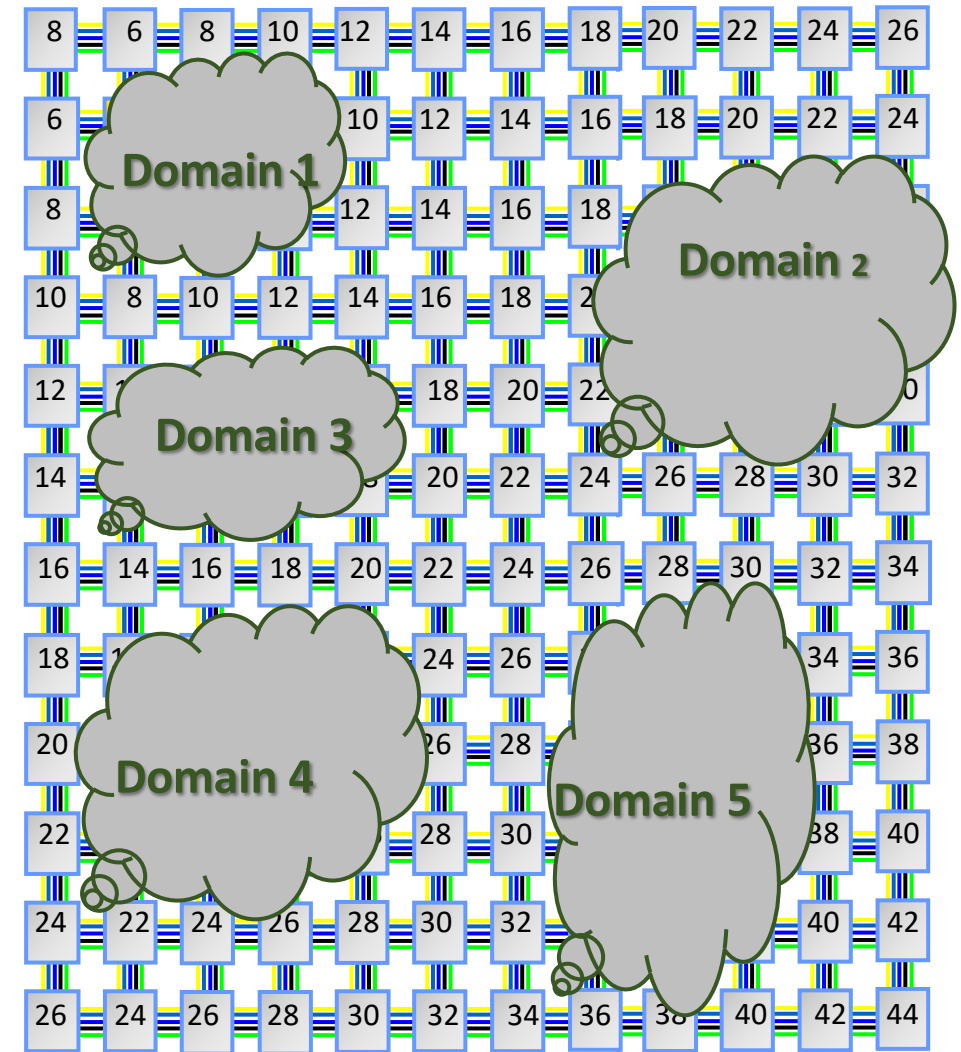 8 6 8 10 12 14 16 18 20 22 24 26
6 10 12 14 16 18 20 22 24
Domain 1
8 12 14 16 18
Domain 2
10 8 10 12 14 16 18
12 18 20 22
Domain 3
14 20 22 24 26 28 30 32
16 14 16 18 20 22 24 26 28 30 32 34
18 24 26 34 36
20 26 28 36 38
Domain 4
Domain 5
22 28 30 38 40
24 22 24 26 28 30 32 40 42
26 24 26 28 30 32 34 36 38 40 42 44